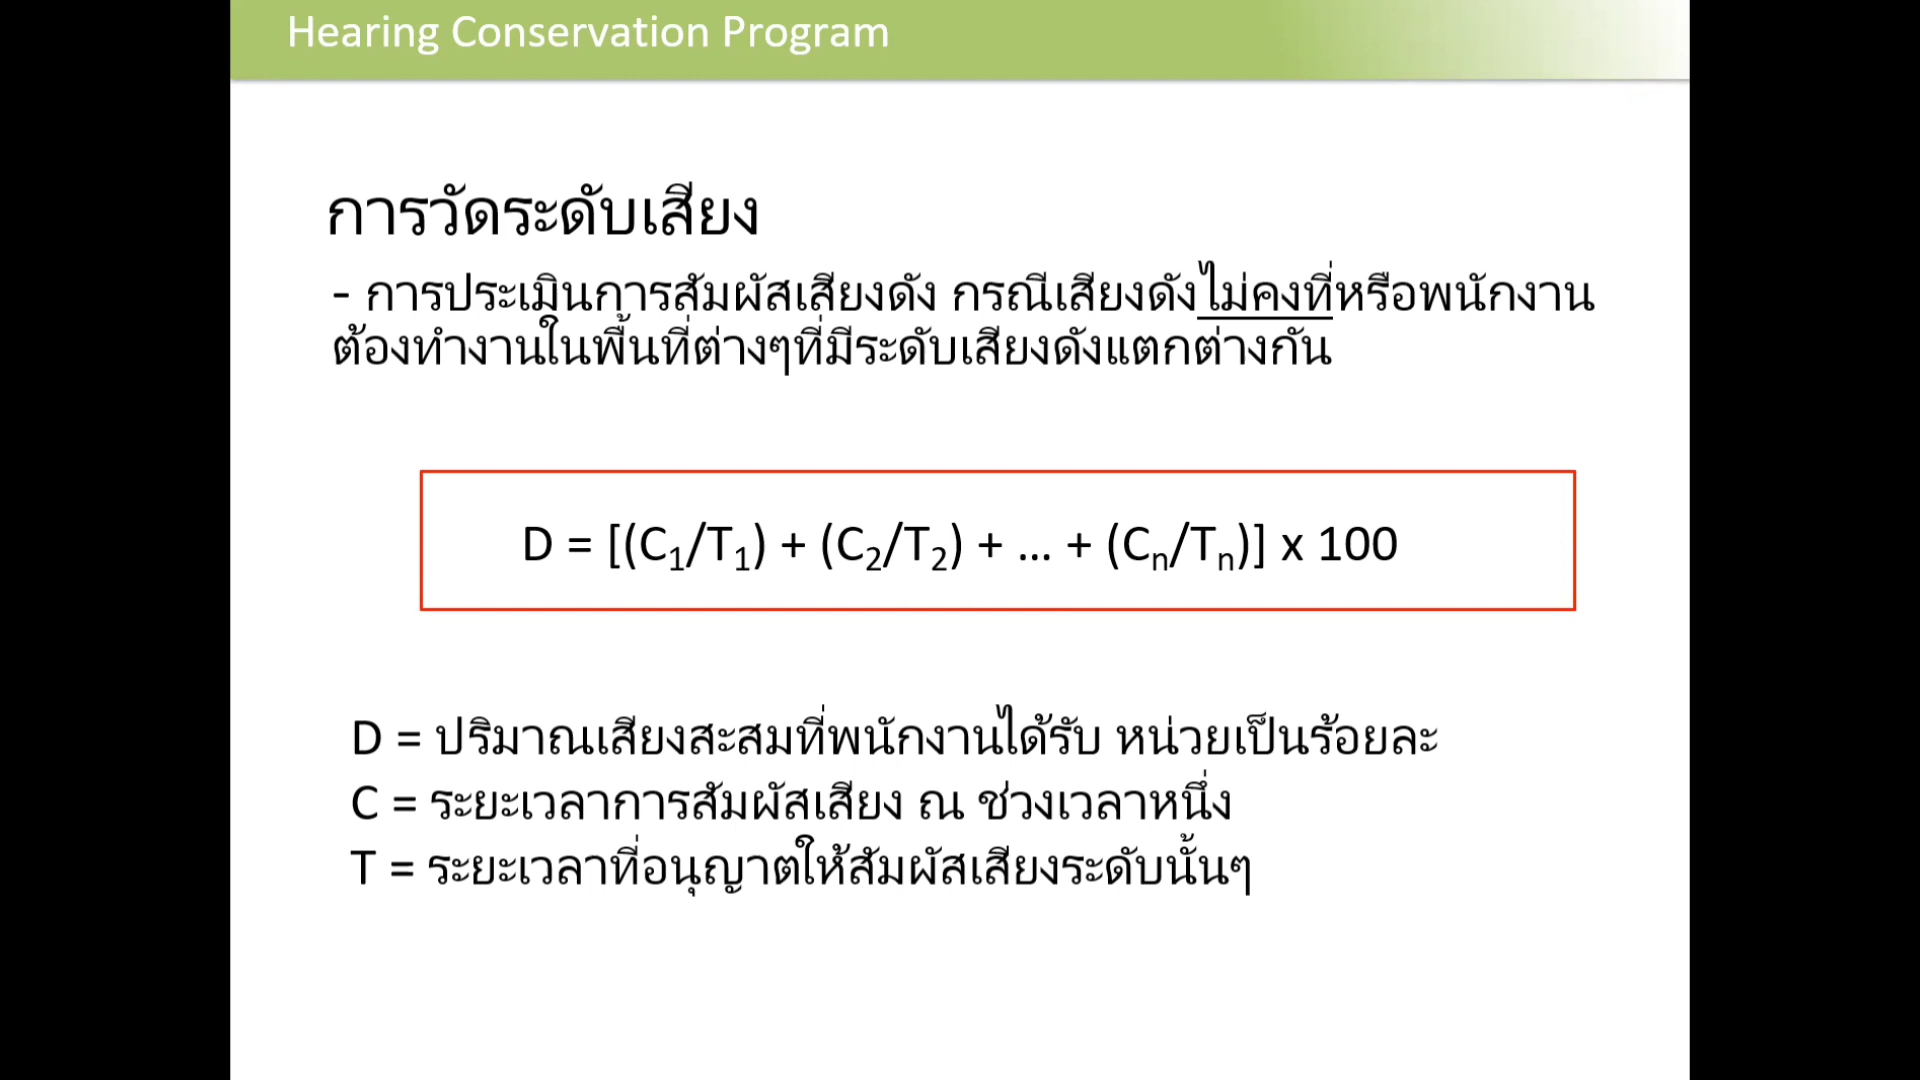 Hearing Conservation Program
การวัดระดับเสียง
- การประเมินการสัมผัสเสียงดัง กรณีเสียงดังไม่คงที่หรือพนักงาน
ต้องทำงานในพื้นที่ต่างๆที่มีระดับเสียงดังแตกต่างกัน
D = [(C₁/T₁) + (C₂/T₂) + ... + (Cₙ/Tₙ)] x 100
D = ปริมาณเสียงสะสมที่พนักงานได้รับ หน่วยเป็นร้อยละ
C = ระยะเวลาการสัมผัสเสียง ณ ช่วงเวลาหนึ่ง
T = ระยะเวลาที่อนุญาตให้สัมผัสเสียงระดับนั้นๆ